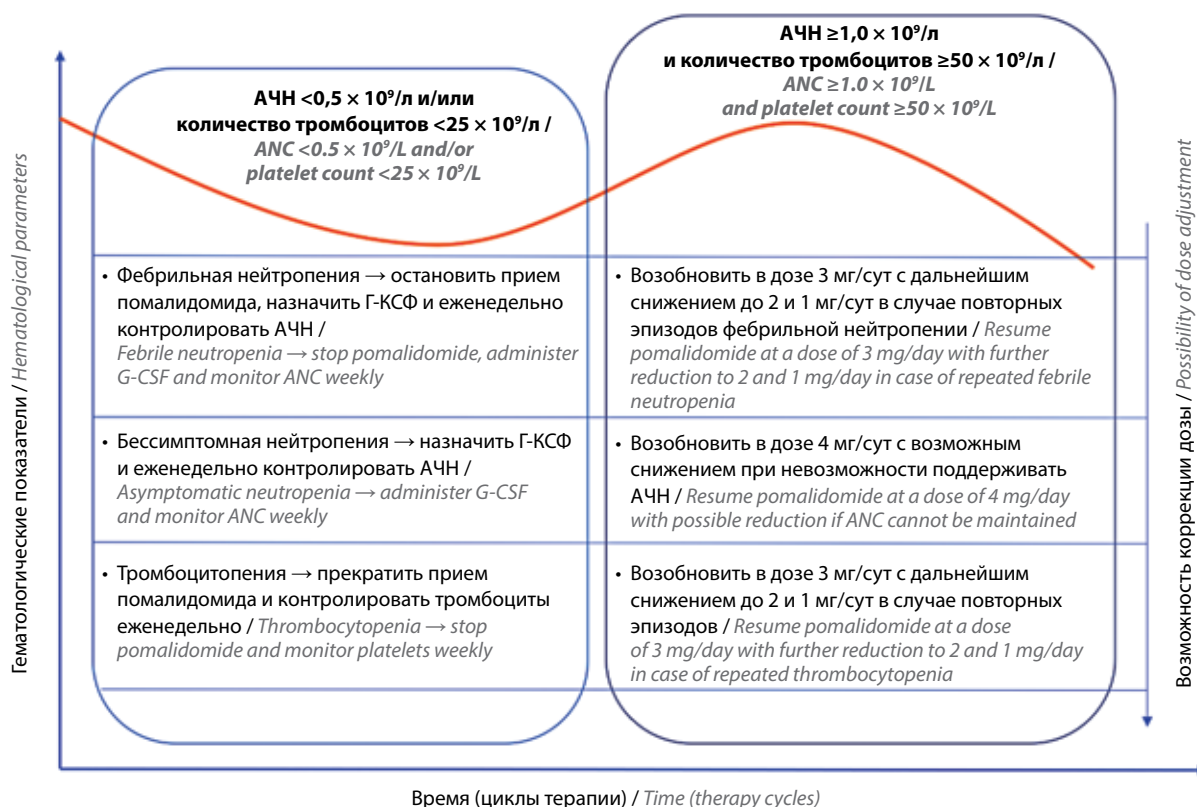 АЧН ≥1,0 × 10⁹/л
и количество тромбоцитов ≥50 × 10⁹/л /
ANC ≥1.0 × 10⁹/L
and platelet count ≥50 × 10⁹/L
АЧН <0,5 × 10⁹/л и/или
количество тромбоцитов <25 × 10⁹/л /
ANC <0.5 × 10⁹/L and/or
platelet count <25 × 10⁹/L
Гематологические показатели / Hematological parameters
• Фебрильная нейтропения → остановить прием
помалидомида, назначить Г-КСФ и еженедельно
контролировать АЧН /
Febrile neutropenia → stop pomalidomide, administer
G-CSF and monitor ANC weekly
• Возобновить в дозе 3 мг/сут с дальнейшим
снижением до 2 и 1 мг/сут в случае повторных
эпизодов фебрильной нейтропении / Resume
pomalidomide at a dose of 3 mg/day with further
reduction to 2 and 1 mg/day in case of repeated febrile
neutropenia
• Бессимптомная нейтропения → назначить Г-КСФ
и еженедельно контролировать АЧН /
Asymptomatic neutropenia → administer G-CSF
and monitor ANC weekly
• Возобновить в дозе 4 мг/сут с возможным
снижением при невозможности поддерживать
АЧН / Resume pomalidomide at a dose of 4 mg/day
with possible reduction if ANC cannot be maintained
• Тромбоцитопения → прекратить прием
помалидомида и контролировать тромбоциты
еженедельно / Thrombocytopenia → stop
pomalidomide and monitor platelets weekly
• Возобновить в дозе 3 мг/сут с дальнейшим
снижением до 2 и 1 мг/сут в случае повторных
эпизодов / Resume pomalidomide at a dose
of 3 mg/day with further reduction to 2 and 1 mg/day
in case of repeated thrombocytopenia
Возможность коррекции дозы / Possibility of dose adjustment
Время (циклы терапии) / Time (therapy cycles)